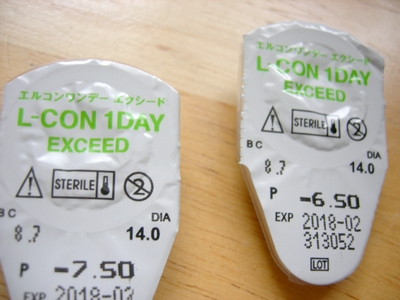 エルコンワンデー エクシード
L-CON 1DAY
EXCEED
STERILE
2
BC
DIA
8.7
14.0
P -7.50
EXP 2018-02
エルコンワンデー エクシード
L-CON 1DAY
EXCEED
STERILE
2
BC
8.7
14.0
DIA
P -6.50
EXP 2018-02
313052
LOT